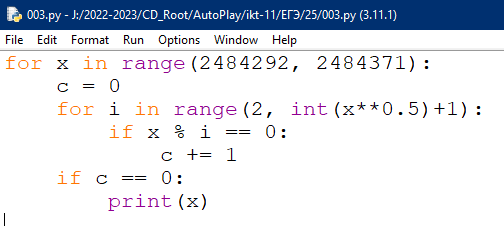 003.py - J:/2022-2023/CD_Root/AutoPlay/ikt-11/ЕГЭ/25/003.py (3.11.1)
File Edit Format Run Options Window Help
for x in range(2484292, 2484371):
    c = 0
    for i in range(2, int(x**0.5)+1):
        if x % i == 0:
            c += 1
    if c == 0:
        print(x)